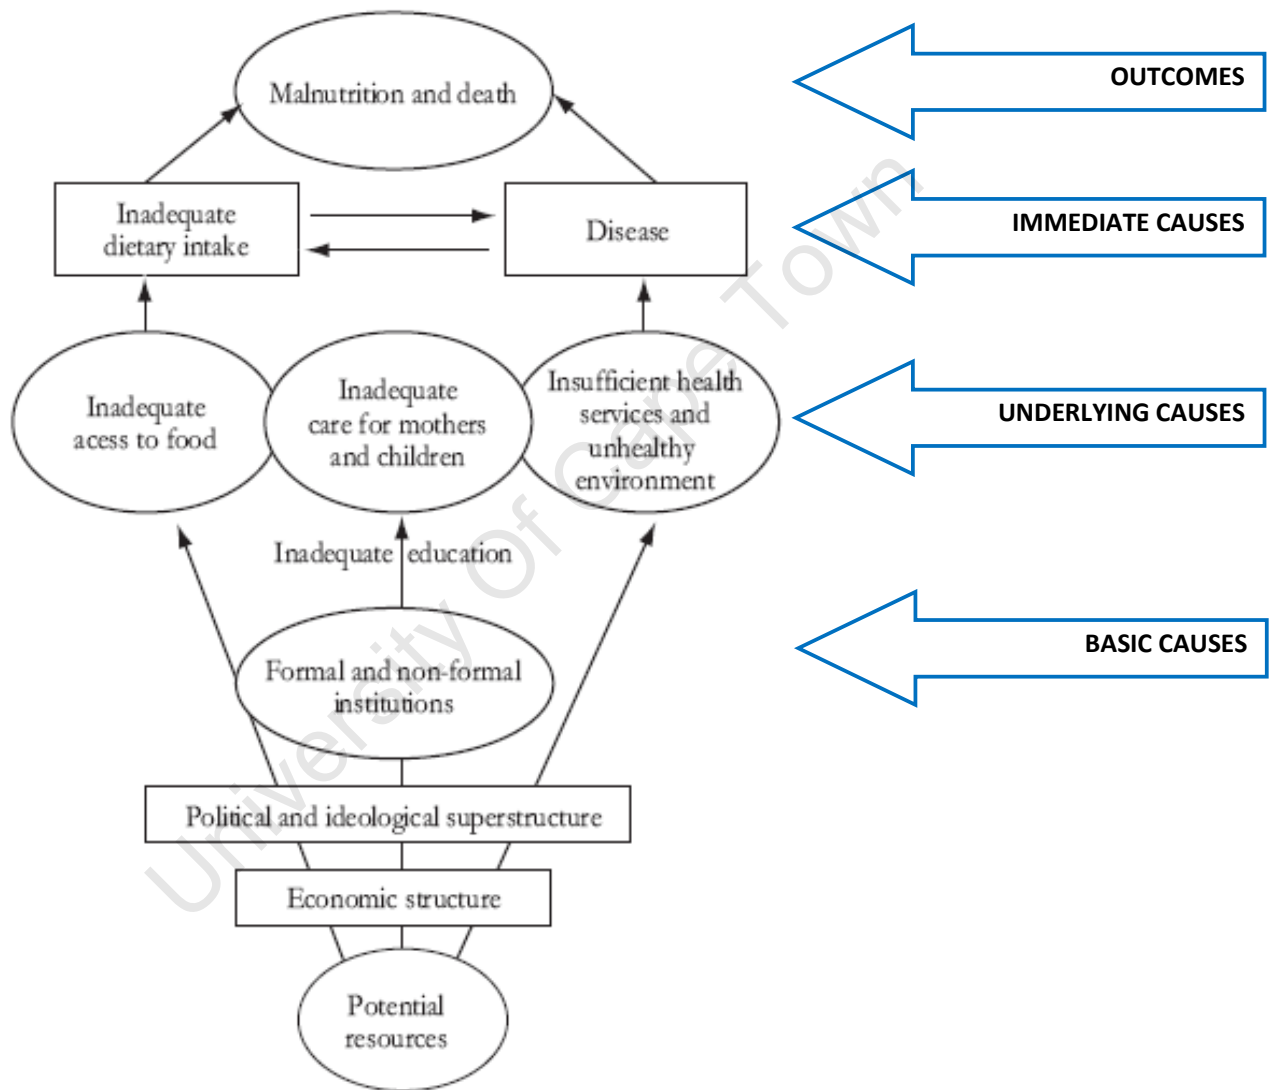 Malnutrition and death
OUTCOMES
Inadequate
dietary intake
Disease
IMMEDIATE CAUSES
Inadequate
acess to food
Inadequate
care for mothers
and children
Insufficient health
services and
unhealthy
environment
UNDERLYING CAUSES
Inadequate education
Formal and non-formal
institutions
BASIC CAUSES
Political and ideological superstructure
Economic structure
Potential
resources
University Of Cape Town